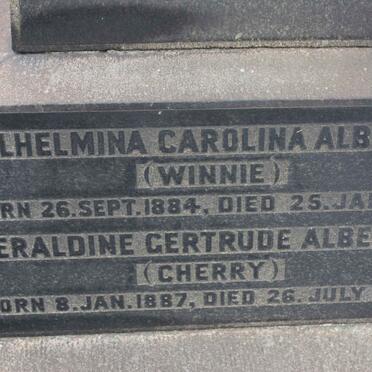 LHELMINA CAROLINA ALB
(WINNIE)
RN 26.SEPT.1884, DIED 25.JA
ERALDINE GERTRUDE ALBE
(CHERRY)
ORN 8.JAN.1887, DIED 26.JULY